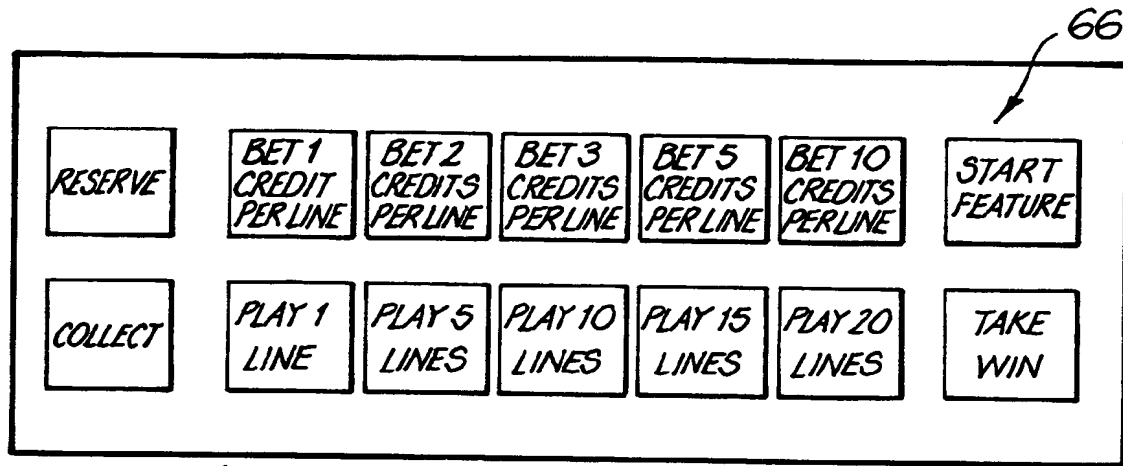 66
RESERVE
BET 1
CREDIT
PER LINE
BET 2
CREDITS
PER LINE
BET 3
CREDITS
PER LINE
BET 5
CREDITS
PER LINE
BET 10
CREDITS
PER LINE
START
FEATURE
COLLECT
PLAY 1
LINE
PLAY 5
LINES
PLAY 10
LINES
PLAY 15
LINES
PLAY 20
LINES
TAKE
WIN